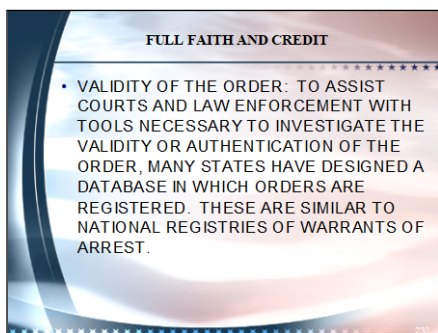 FULL FAITH AND CREDIT
• VALIDITY OF THE ORDER: TO ASSIST
COURTS AND LAW ENFORCEMENT WITH
TOOLS NECESSARY TO INVESTIGATE THE
VALIDITY OR AUTHENTICATION OF THE
ORDER, MANY STATES HAVE DESIGNED A
DATABASE IN WHICH ORDERS ARE
REGISTERED. THESE ARE SIMILAR TO
NATIONAL REGISTRIES OF WARRANTS OF
ARREST.
230